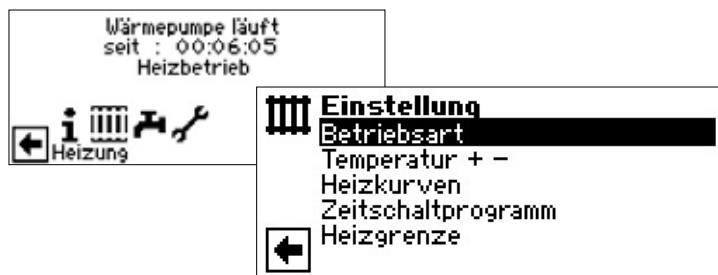 Wärmepumpe läuft
seit : 00:06:05
Heizbetrieb
Heizung
Einstellung
Betriebsart
Temperatur + −
Heizkurven
Zeitschaltprogramm
Heizgrenze